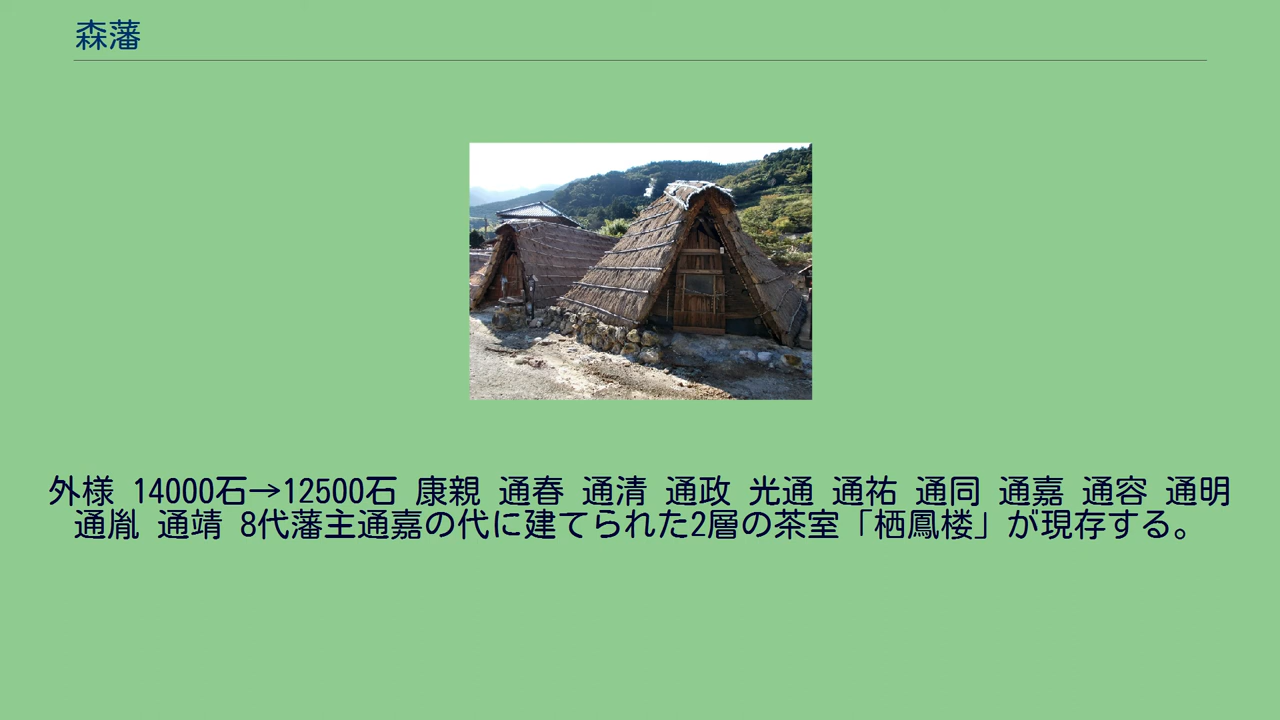 森藩
外様 14000石→12500石 康親 通春 通清 通政 光通 通祐 通同 通嘉 通容 通明
通胤 通靖 8代藩主通嘉の代に建てられた2層の茶室「栖鳳楼」が現存する。